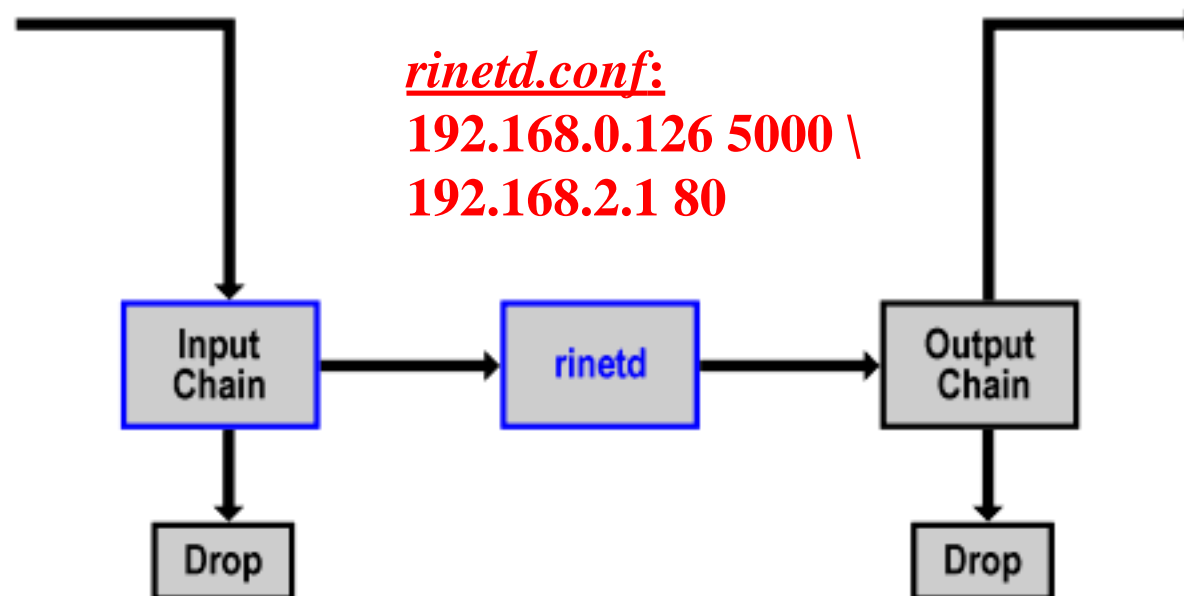 rinetd.conf:
192.168.0.126 5000 \
192.168.2.1 80
Input
Chain
rinetd
Output
Chain
Drop
Drop